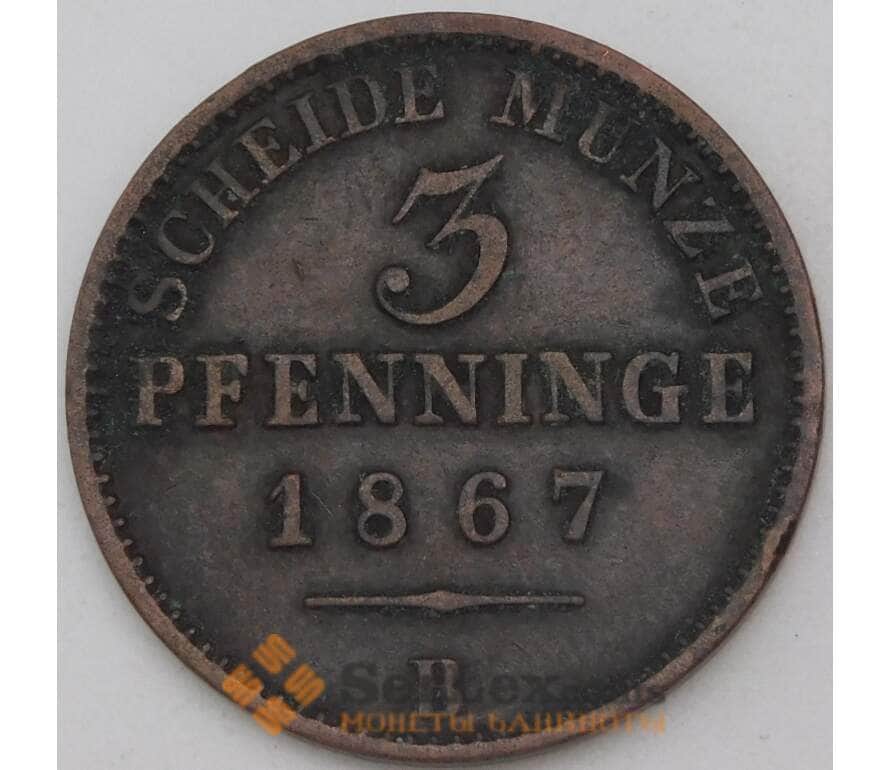 SCHEIDE MUNZE
3
PFENNINGE
1867
B
МОНЕТЫ БАНКНОТЫ